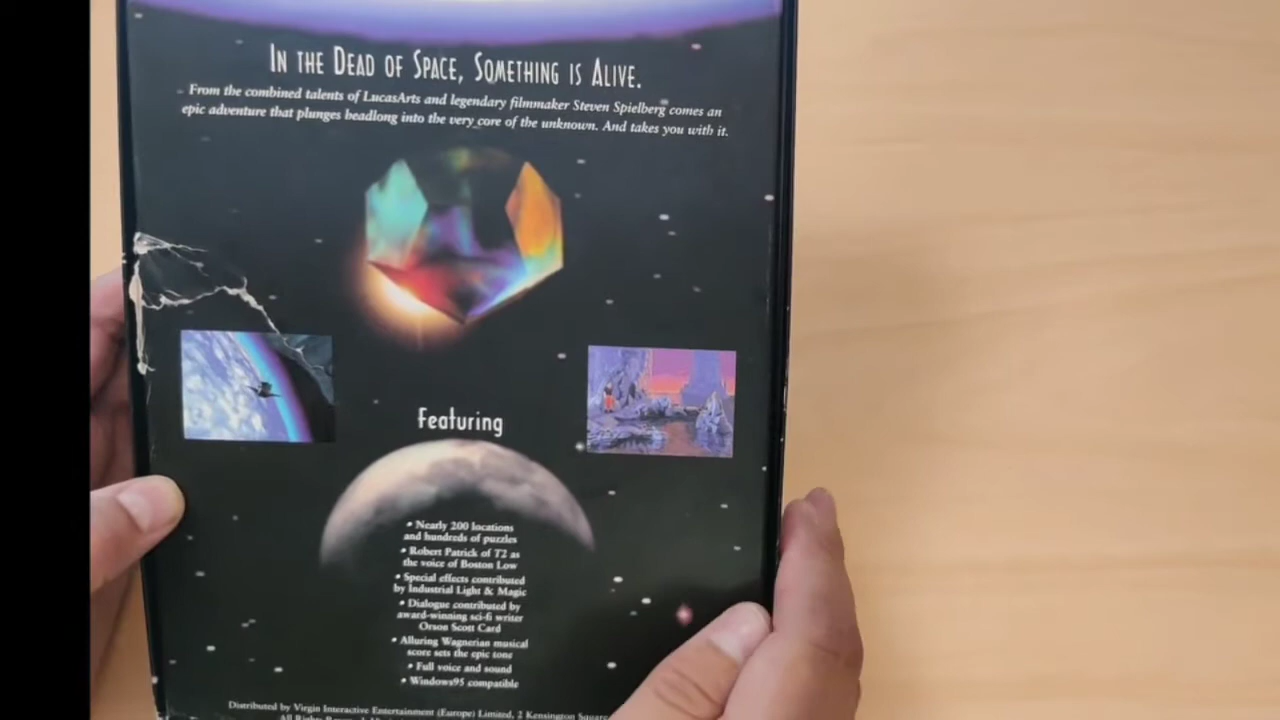 IN THE DEAD OF SPACE, SOMETHING IS ALIVE.
From the combined talents of LucasArts and legendary filmmaker Steven Spielberg comes an
epic adventure that plunges headlong into the very core of the unknown. And takes you with it.
Featuring
• Nearly 200 locations
and hundreds of puzzles
• Robert Patrick of T2 as
the voice of Boston Low
• Special effects contributed
by Industrial Light & Magic
• Dialogue contributed by
award-winning sci-fi writer
Orson Scott Card
• Alluring Wagnerian musical
score sets the epic tone
• Full voice and sound
• Windows95 compatible
Distributed by Virgin Interactive Entertainment (Europe) Limited, 2 Kensington Square
All Rights